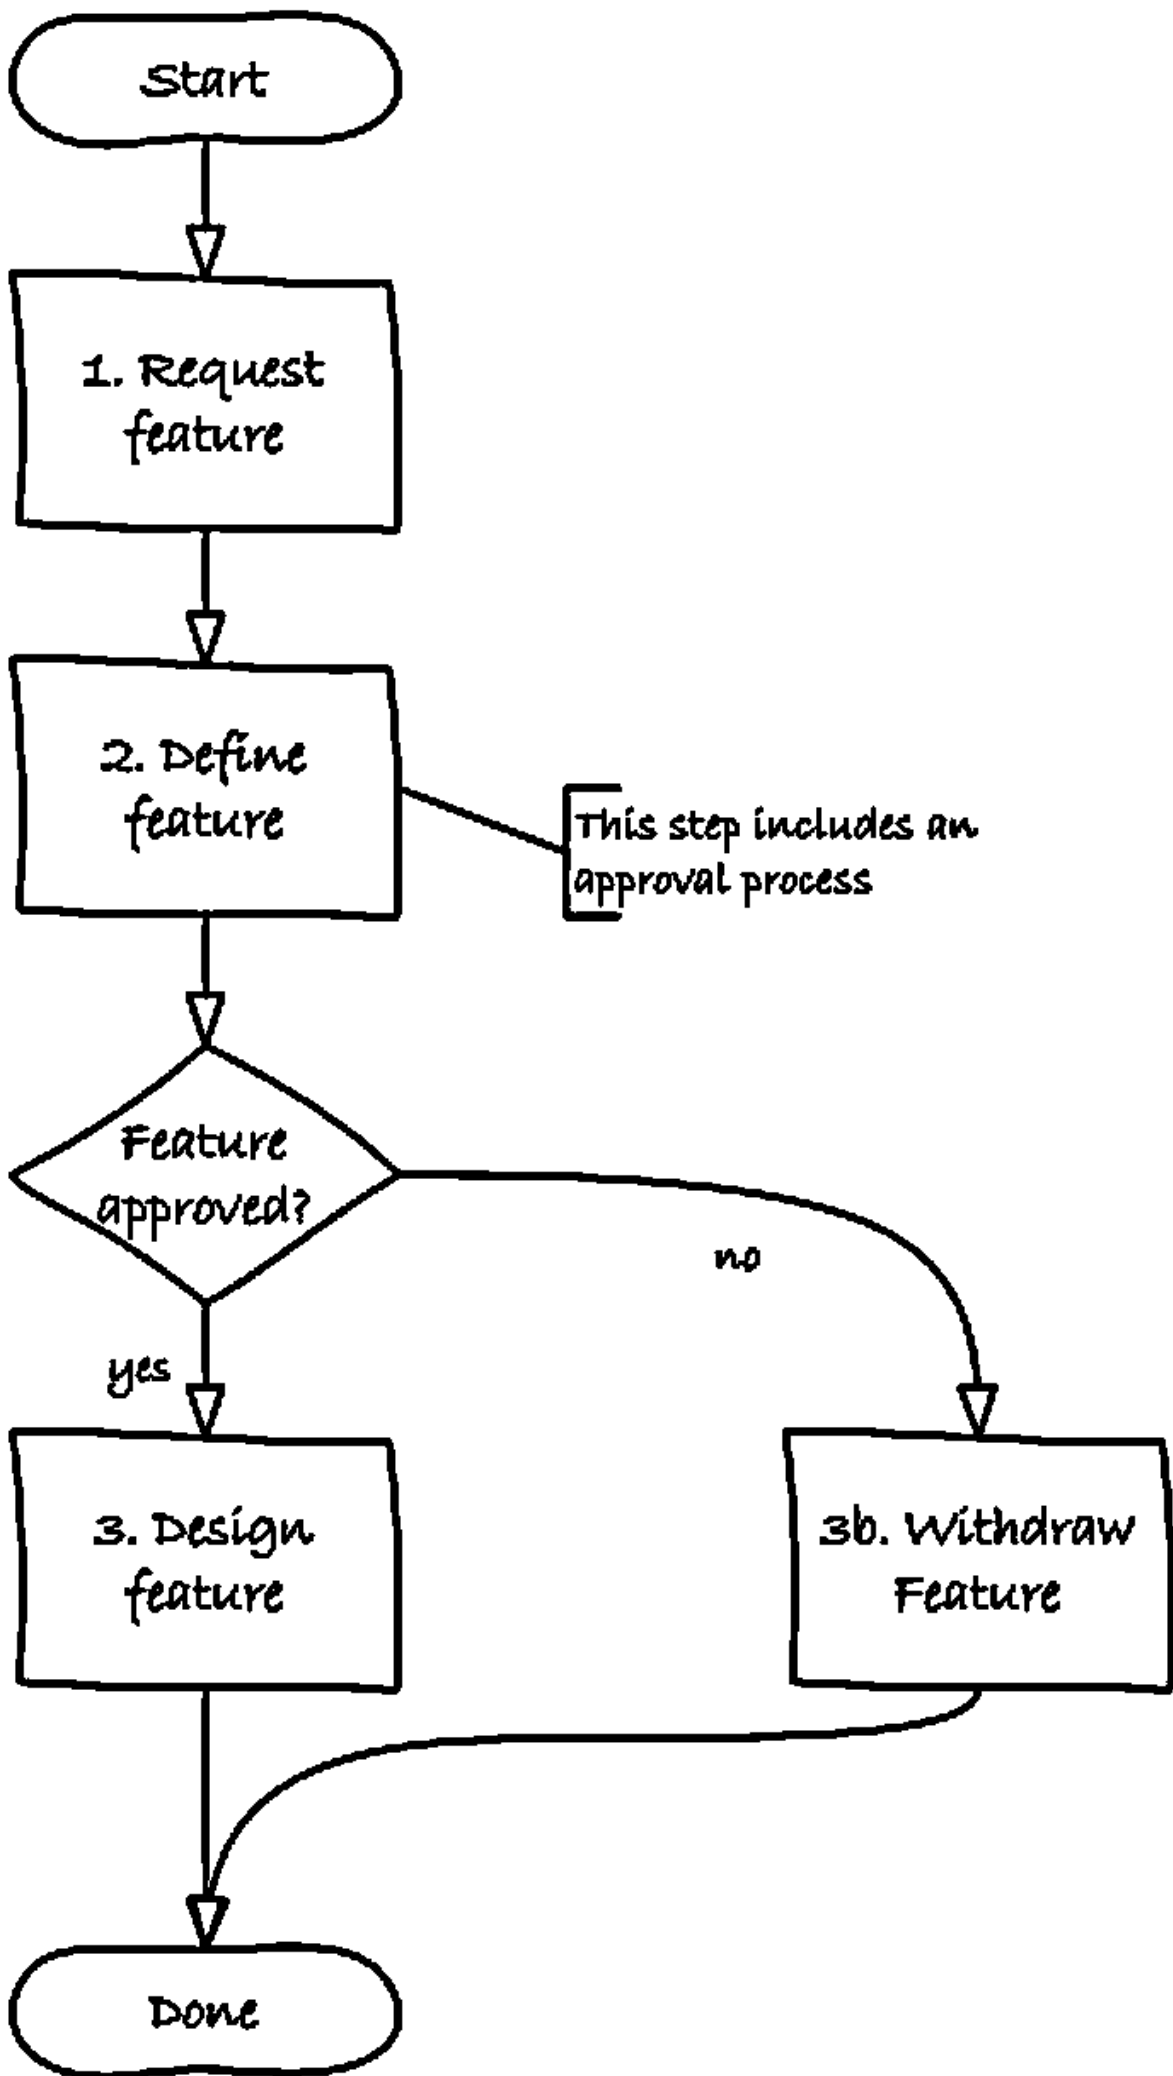 Start
1. Request
feature
2. Define
feature
This step includes an
approval process
Feature
approved?
no
yes
3. Design
feature
3b. Withdraw
Feature
Done